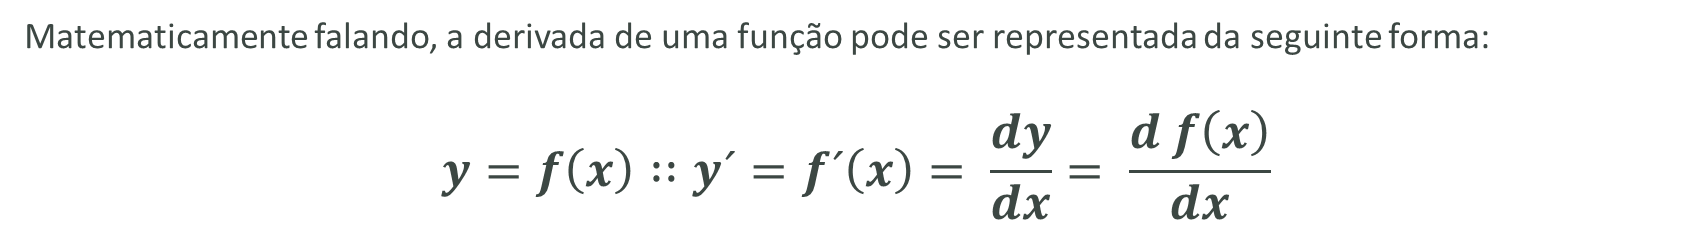 Matematicamente falando, a derivada de uma função pode ser representada da seguinte forma:
y = f(x) :: y´ = f´(x) = dy/dx = d f(x)/dx